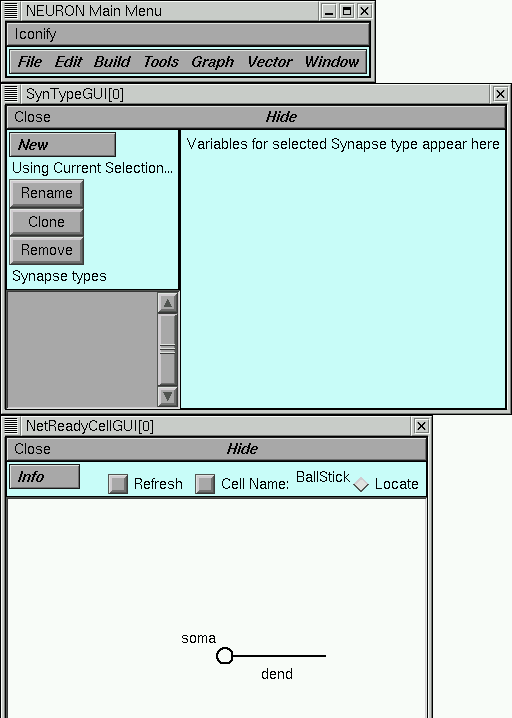 NEURON Main Menu
Iconify
File Edit Build Tools Graph Vector Window
SynTypeGUI[0]
Close Hide
New
Variables for selected Synapse type appear here
Using Current Selection...
Rename
Clone
Remove
Synapse types
NetReadyCellGUI[0]
Close Hide
Info Refresh Cell Name: BallStick Locate
soma
dend